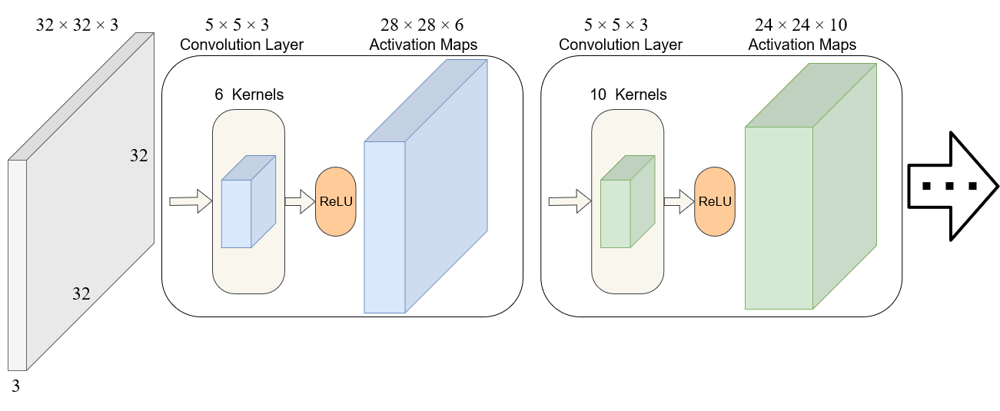 32 × 32 × 3
32
32
3
5 × 5 × 3
Convolution Layer
6 Kernels
ReLU
28 × 28 × 6
Activation Maps
5 × 5 × 3
Convolution Layer
10 Kernels
ReLU
24 × 24 × 10
Activation Maps